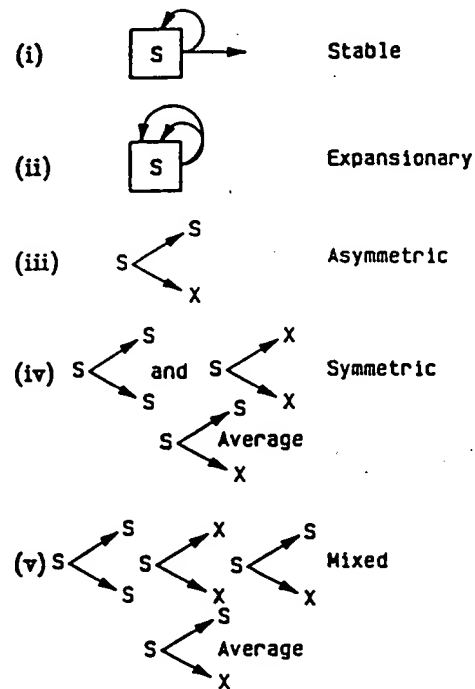 (i) S Stable
(ii) S Expansionary
S
(iii) S Asymmetric
X
S X
(iv) S and S Symmetric
S X
S
S Average
X
S X S
(v) S S S Mixed
S X X
S
S Average
X